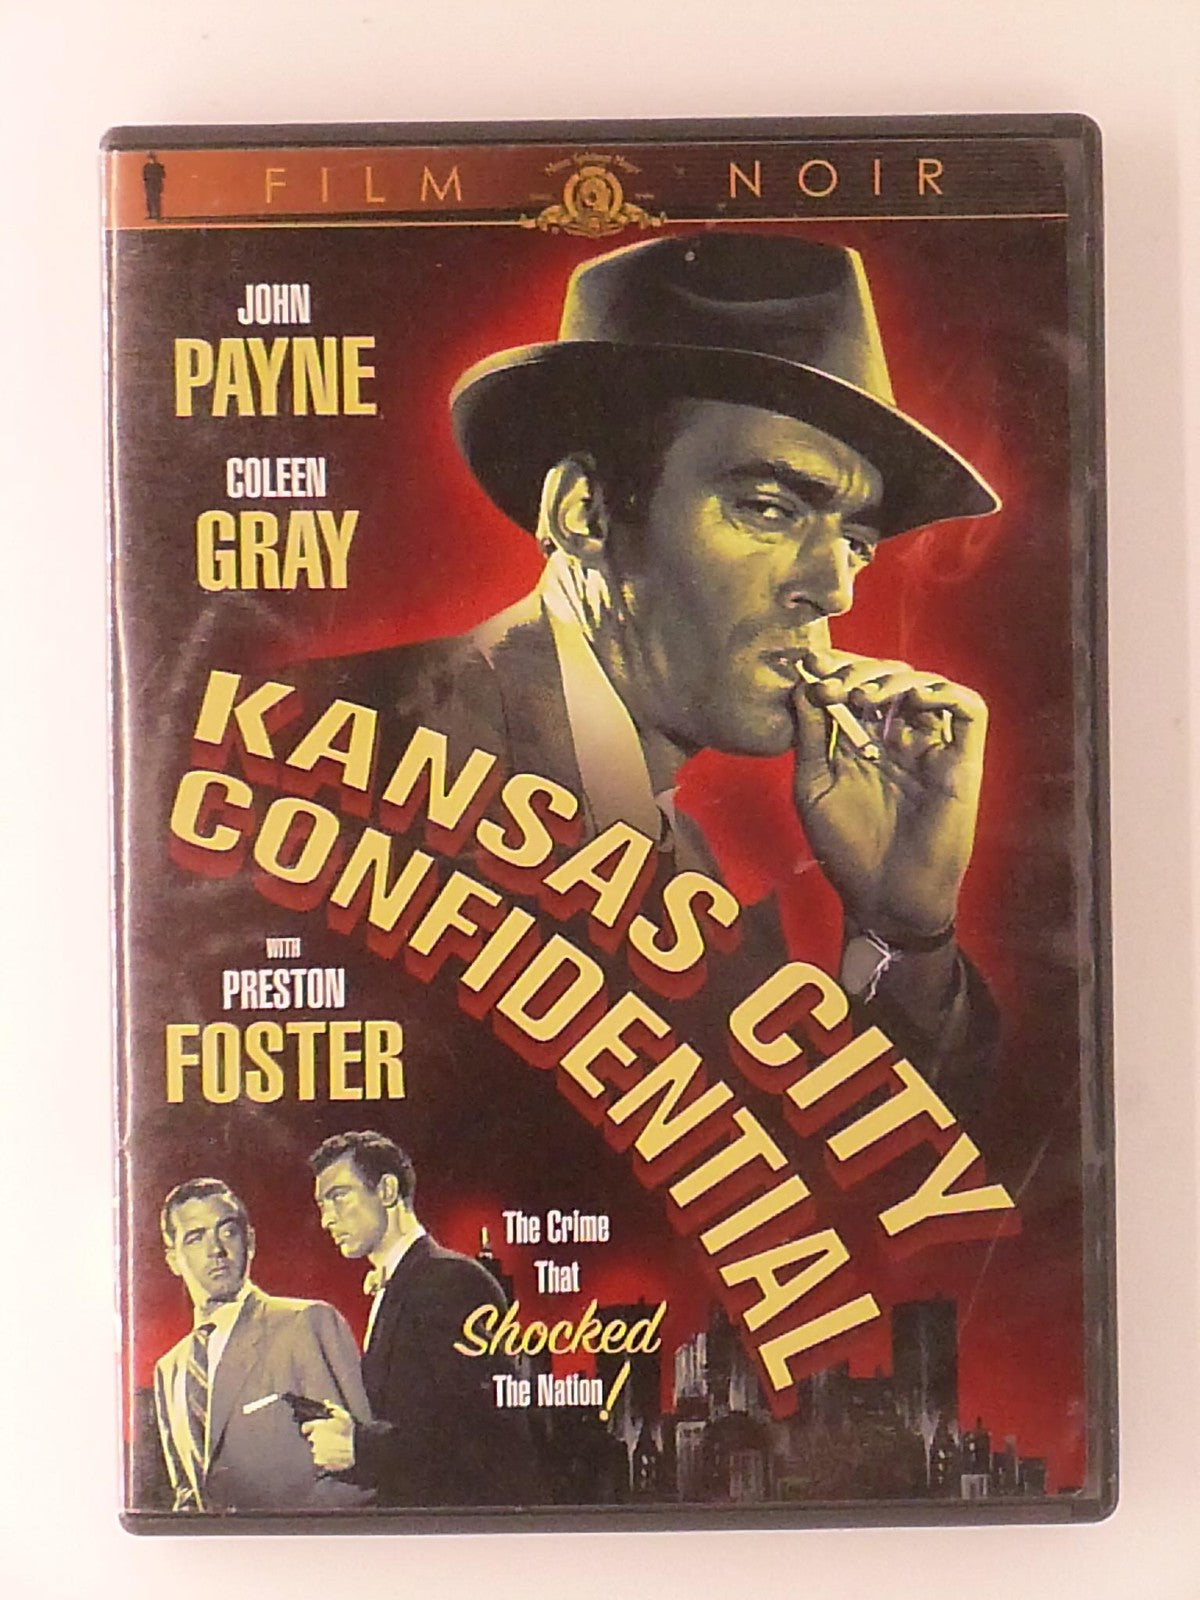 FILM NOIR
JOHN
PAYNE
COLEEN
GRAY
KANSAS CITY
CONFIDENTIAL
WITH
PRESTON
FOSTER
The Crime
That
Shocked
The Nation!